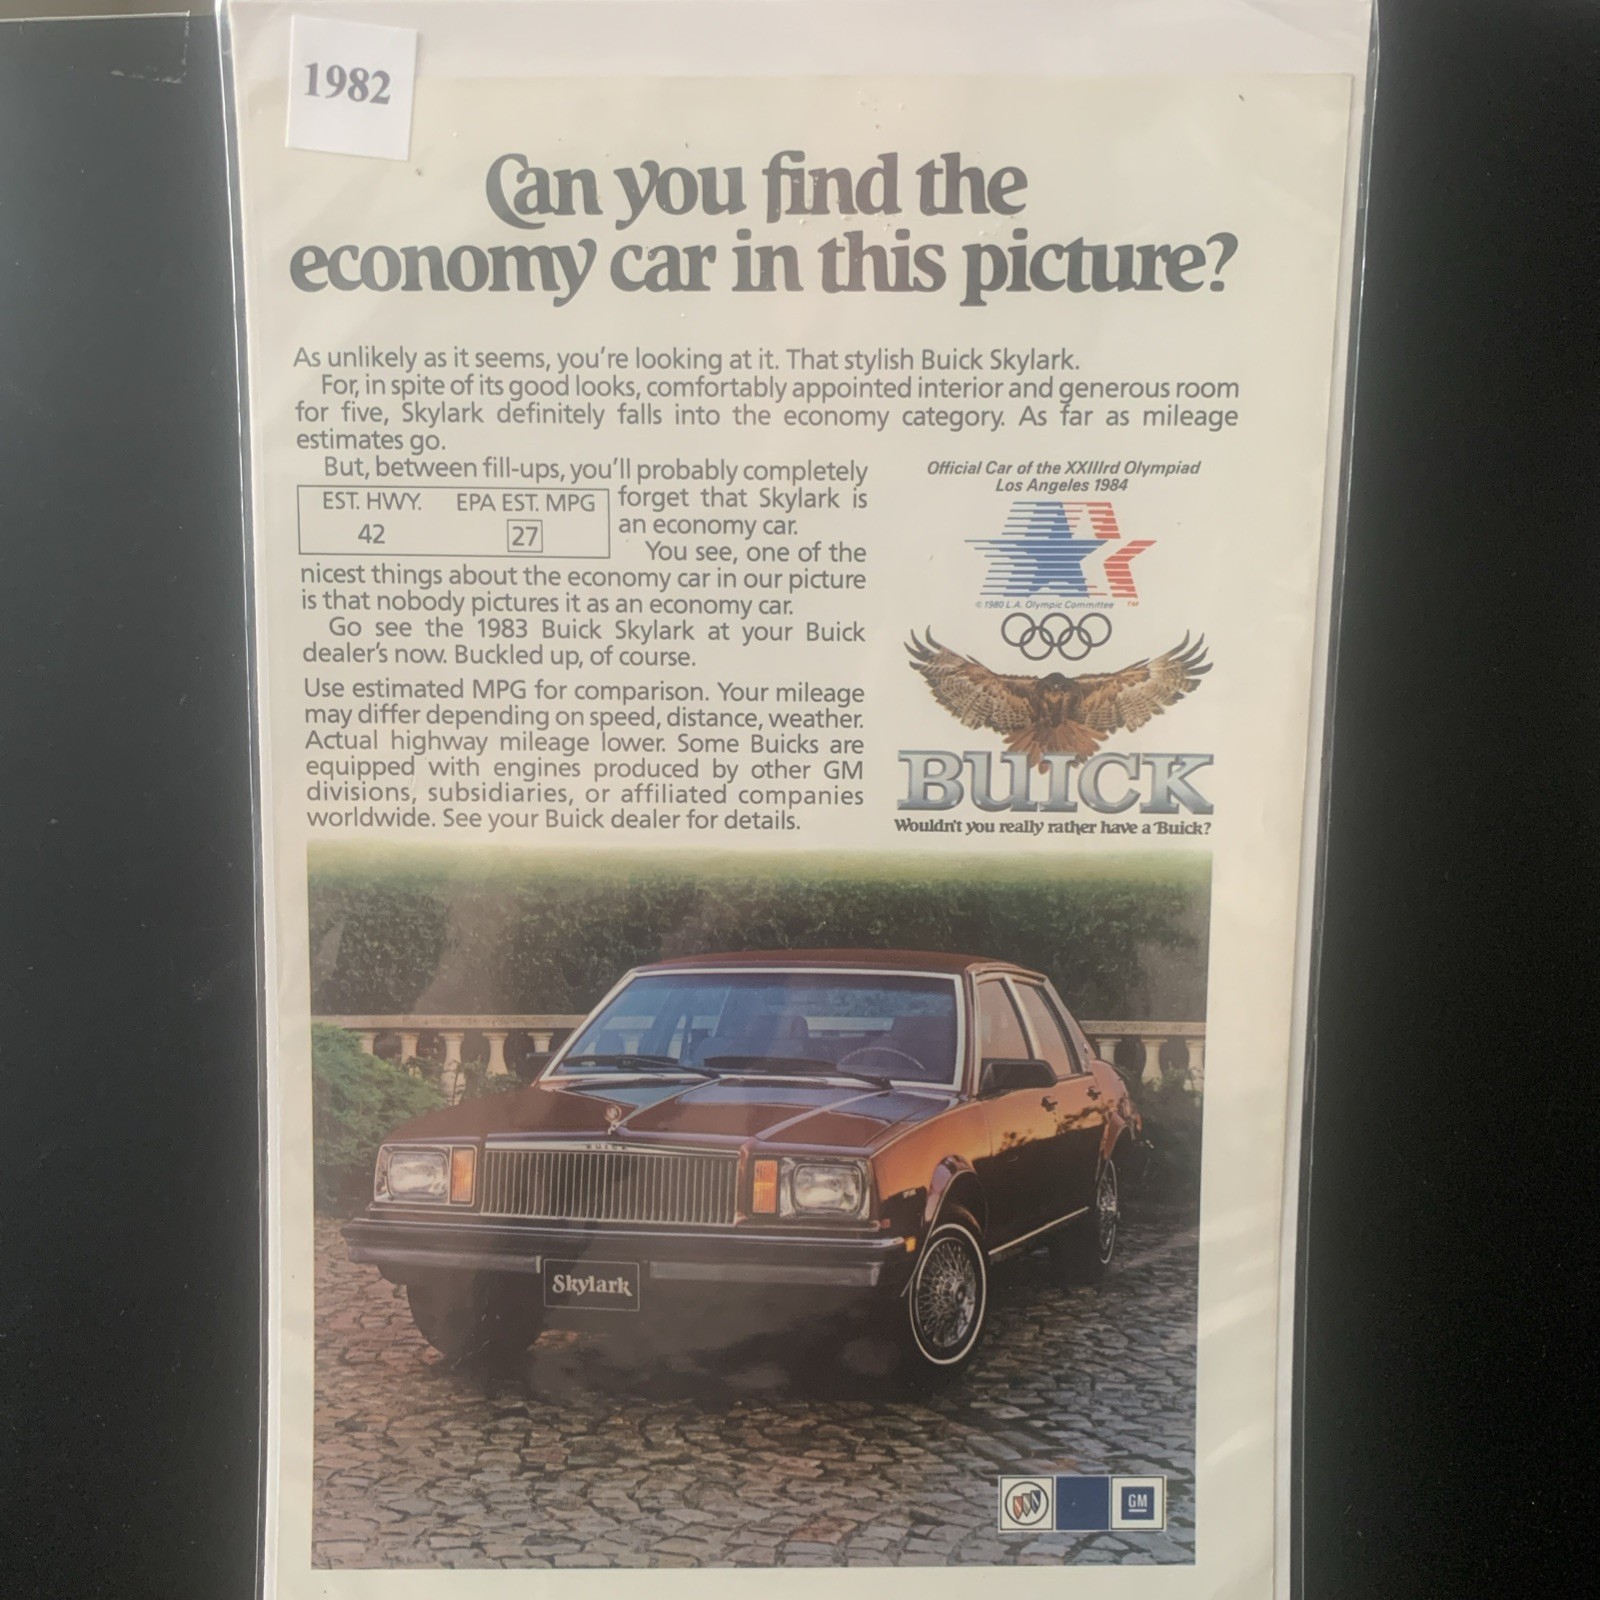 1982
Can you find the
economy car in this picture?
As unlikely as it seems, you're looking at it. That stylish Buick Skylark.
For, in spite of its good looks, comfortably appointed interior and generous room
for five, Skylark definitely falls into the economy category. As far as mileage
estimates go.
But, between fill-ups, you'll probably completely
forget that Skylark is
an economy car.
You see, one of the
EST. HWY. EPA EST. MPG
42 27
nicest things about the economy car in our picture
is that nobody pictures it as an economy car.
Go see the 1983 Buick Skylark at your Buick
dealer's now. Buckled up, of course.
Use estimated MPG for comparison. Your mileage
may differ depending on speed, distance, weather.
Actual highway mileage lower. Some Buicks are
equipped with engines produced by other GM
divisions, subsidiaries, or affiliated companies
worldwide. See your Buick dealer for details.
Official Car of the XXIIIrd Olympiad
Los Angeles 1984
© 1980 L.A. Olympic Committee TM
BUICK
Wouldn't you really rather have a Buick?
BUICK
Skylark
GM